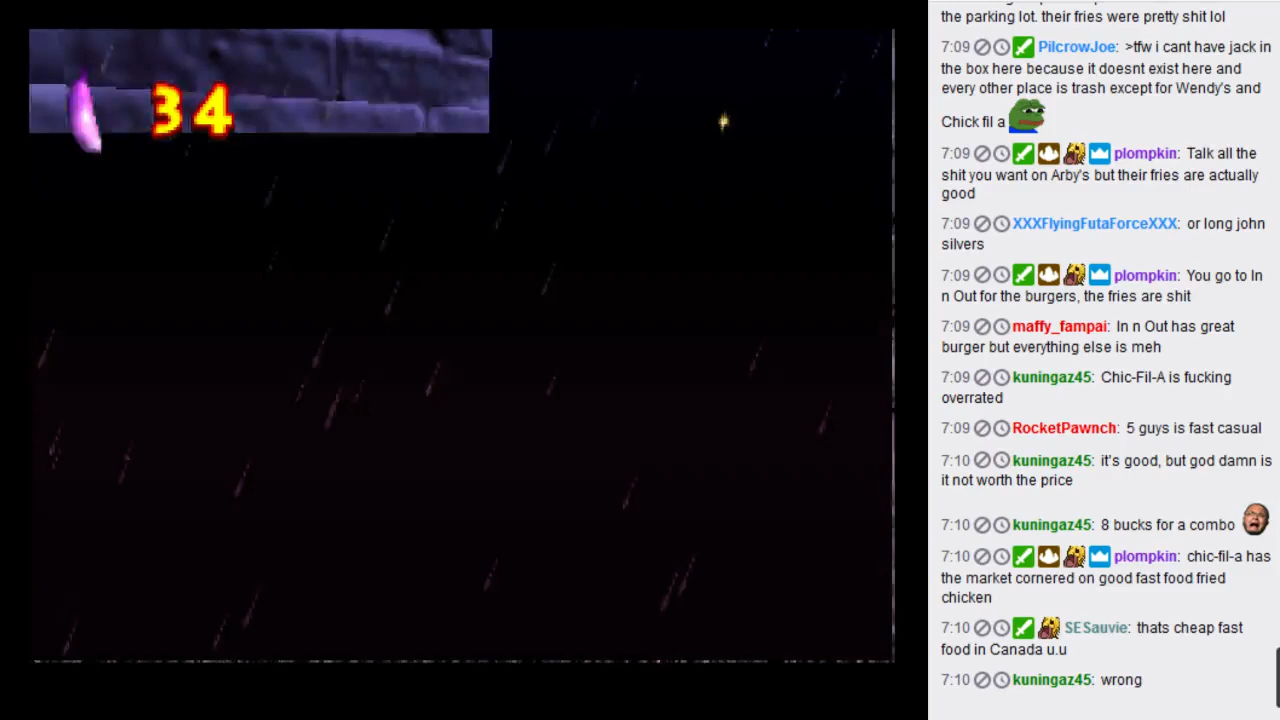 34
the parking lot. their fries were pretty shit lol
7:09 PilcrowJoe: >tfw i cant have jack in
the box here because it doesnt exist here and
every other place is trash except for Wendy's and
Chick fil a
7:09 plompkin: Talk all the
shit you want on Arby's but their fries are actually
good
7:09 XXXFlyingFutaForceXXX: or long john
silvers
7:09 plompkin: You go to In
n Out for the burgers, the fries are shit
7:09 maffy_fampai: In n Out has great
burger but everything else is meh
7:09 kuningaz45: Chic-Fil-A is fucking
overrated
7:09 RocketPawnch: 5 guys is fast casual
7:10 kuningaz45: it's good, but god damn is
it not worth the price
7:10 kuningaz45: 8 bucks for a combo
7:10 plompkin: chic-fil-a has
the market cornered on good fast food fried
chicken
7:10 SESauvie: thats cheap fast
food in Canada u.u
7:10 kuningaz45: wrong